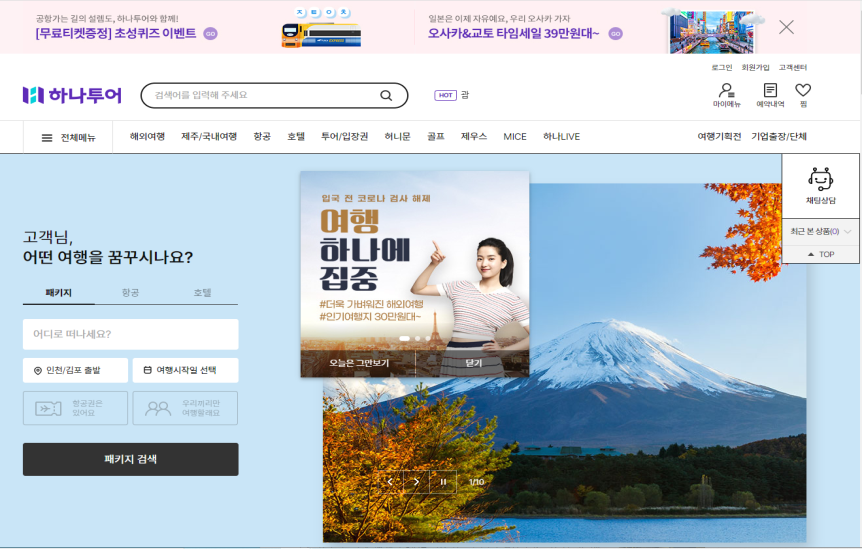 공항가는 길의 설렘도, 하나투어와 함께!
[무료티켓증정] 초성퀴즈 이벤트 GO
ㅈㅌㅇㅊ
일본은 이제 자유예요, 우리 오사카 가자
오사카&교토 타임세일 39만원대~ GO
로그인 회원가입 고객센터
하나투어
검색어를 입력해 주세요
HOT 괌
마이메뉴 예약내역 찜
전체메뉴 해외여행 제주/국내여행 항공 호텔 투어/입장권 허니문 골프 제우스 MICE 하나LIVE 여행기획전 기업출장/단체
채팅상담
최근 본 상품(0)
TOP
고객님,
어떤 여행을 꿈꾸시나요?
패키지 항공 호텔
어디로 떠나세요?
인천/김포 출발 여행시작일 선택
항공권은
있어요
우리끼리만
여행할래요
패키지 검색
입국 전 코로나 검사 해제
여행
하나에
집중
#더욱 가벼워진 해외여행
#인기여행지 30만원대~
오늘은 그만보기 닫기
1/10